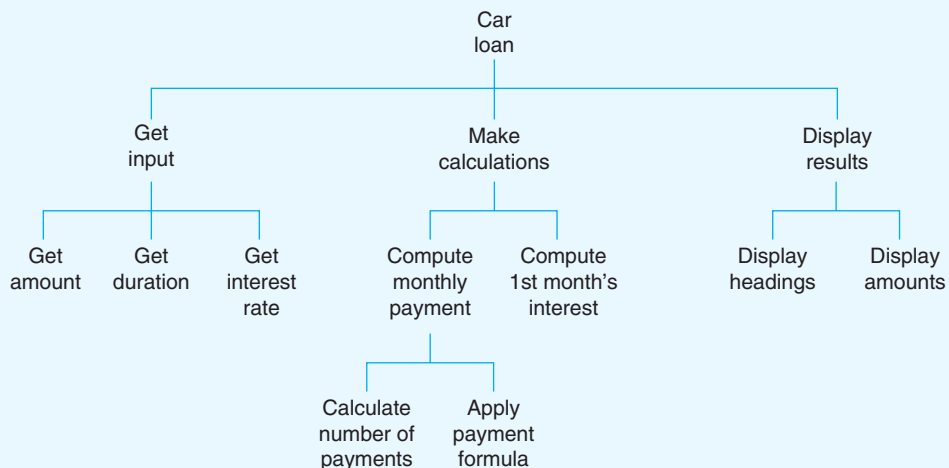 Car
loan
Get
input
Make
calculations
Display
results
Get
amount
Get
duration
Get
interest
rate
Compute
monthly
payment
Compute
1st month's
interest
Display
headings
Display
amounts
Calculate
number of
payments
Apply
payment
formula